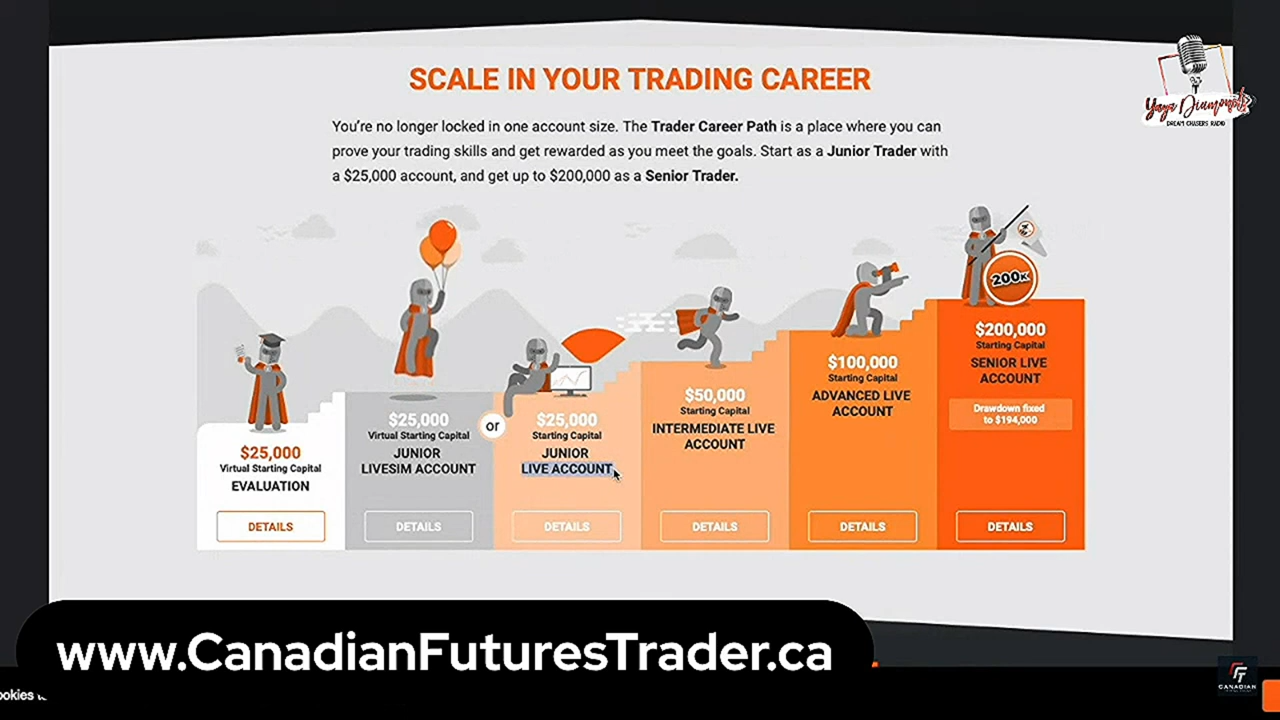 SCALE IN YOUR TRADING CAREER
You're no longer locked in one account size. The Trader Career Path is a place where you can
prove your trading skills and get rewarded as you meet the goals. Start as a Junior Trader with
a $25,000 account, and get up to $200,000 as a Senior Trader.
200K
$25,000
Virtual Starting Capital
EVALUATION
DETAILS
$25,000
Virtual Starting Capital
JUNIOR
LIVESIM ACCOUNT
DETAILS
or
$25,000
Starting Capital
JUNIOR
LIVE ACCOUNT
DETAILS
$50,000
Starting Capital
INTERMEDIATE LIVE
ACCOUNT
DETAILS
$100,000
Starting Capital
ADVANCED LIVE
ACCOUNT
DETAILS
$200,000
Starting Capital
SENIOR LIVE
ACCOUNT
Drawdown fixed
to $194,000
DETAILS
www.CanadianFuturesTrader.ca
DREAM CHASERS RADIO
CANADIAN